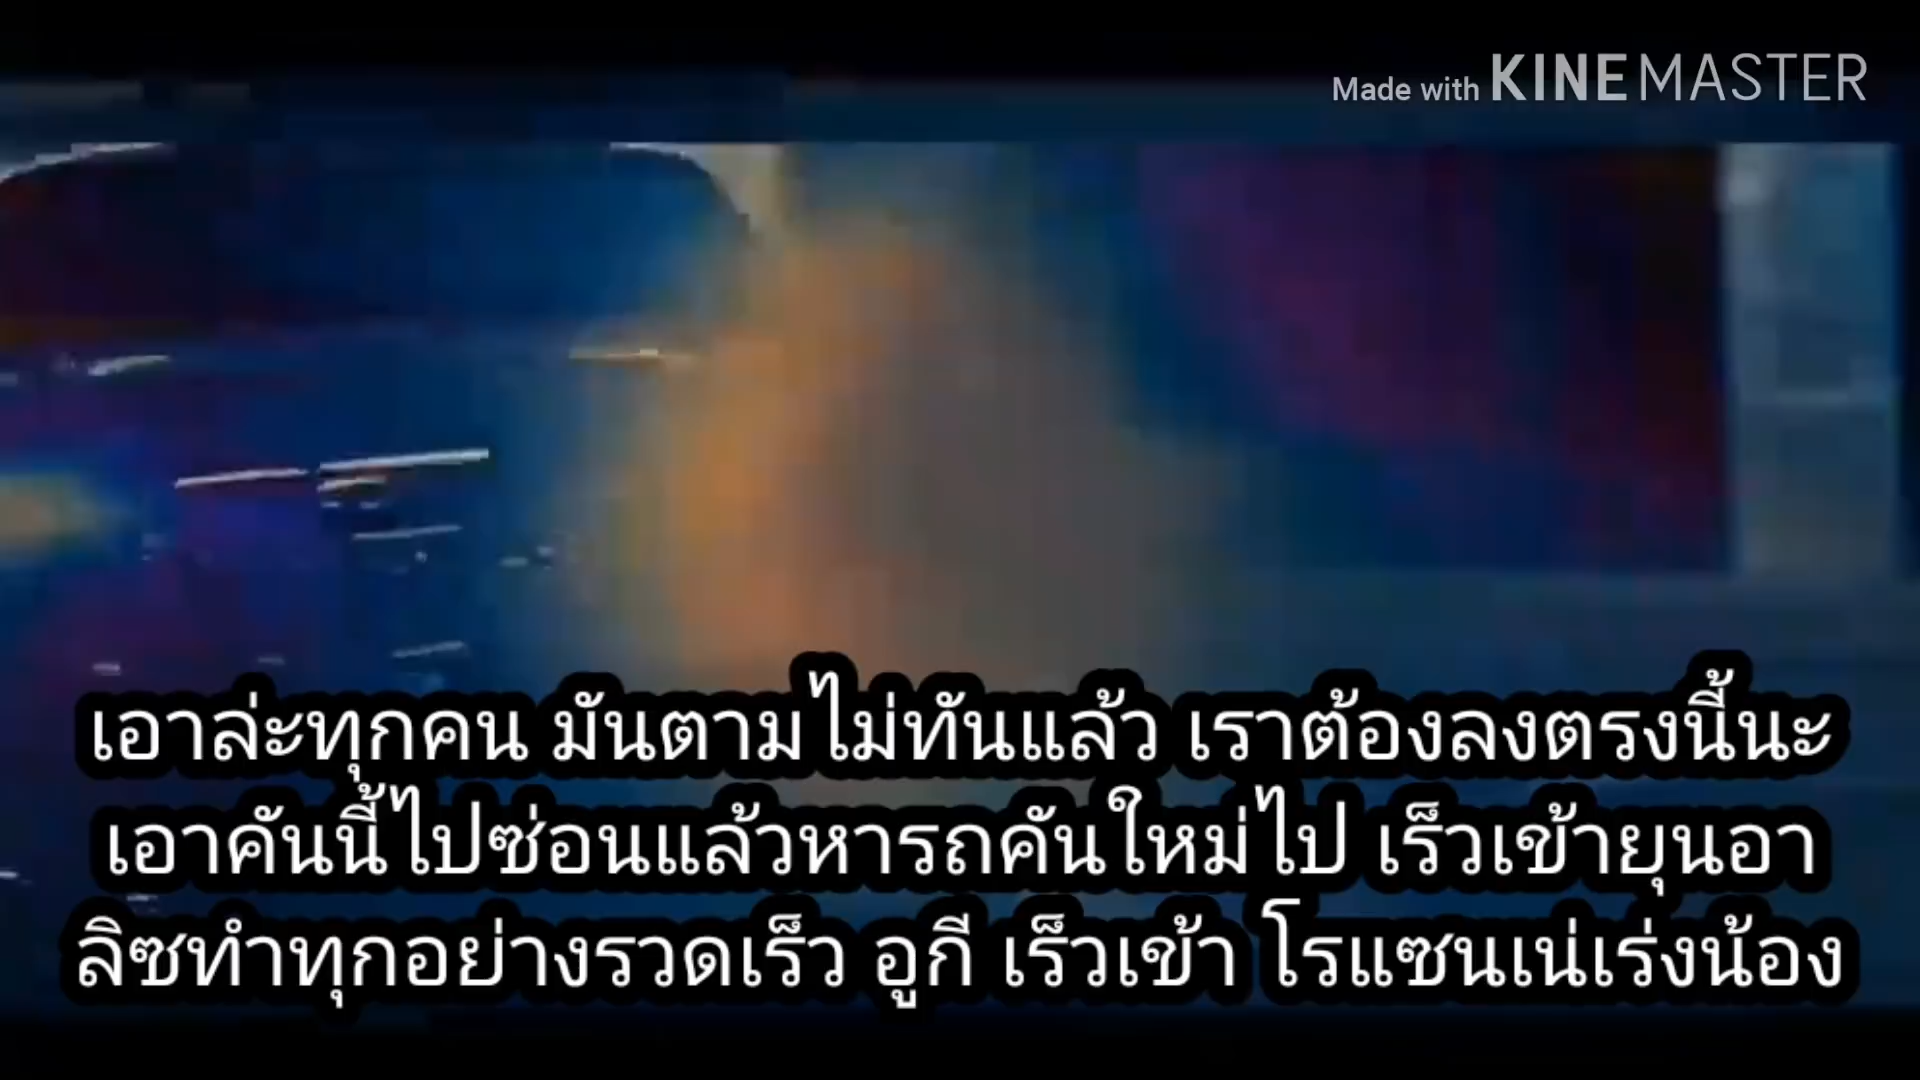 Made with KINEMASTER
เอาล่ะทุกคน มันตามไม่ทันแล้ว เราต้องลงตรงนี้นะ
เอาคันนี้ไปซ่อนแล้วหารถคันใหม่ไป เร็วเข้ายุนอา
ลิซทำทุกอย่างรวดเร็ว อูกี เร็วเข้า โรแซนเน่เร่งน้อง